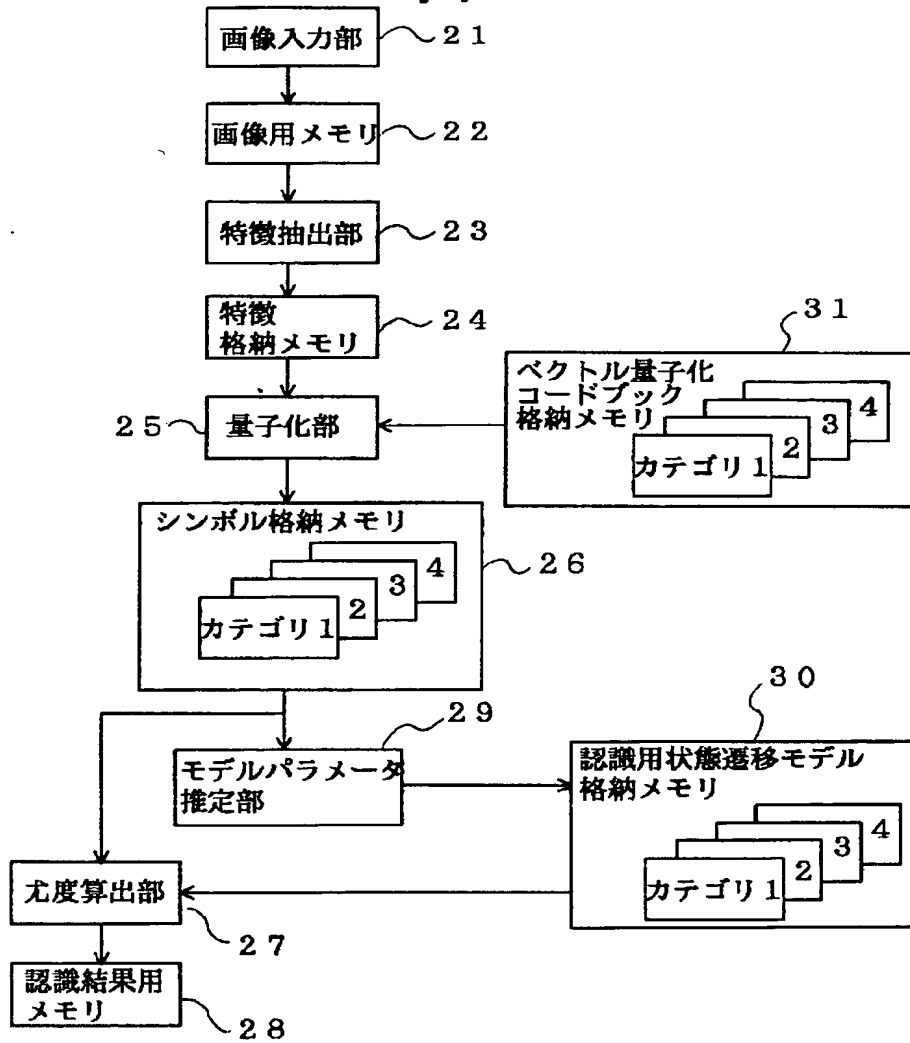 画像入力部
21
画像用メモリ
22
特徴抽出部
23
特徴
格納メモリ
24
31
ベクトル量子化
コードブック
格納メモリ
カテゴリ1
2
3
4
25
量子化部
シンボル格納メモリ
カテゴリ1
2
3
4
26
29
モデルパラメータ
推定部
30
認識用状態遷移モデル
格納メモリ
カテゴリ1
2
3
4
尤度算出部
27
認識結果用
メモリ
28